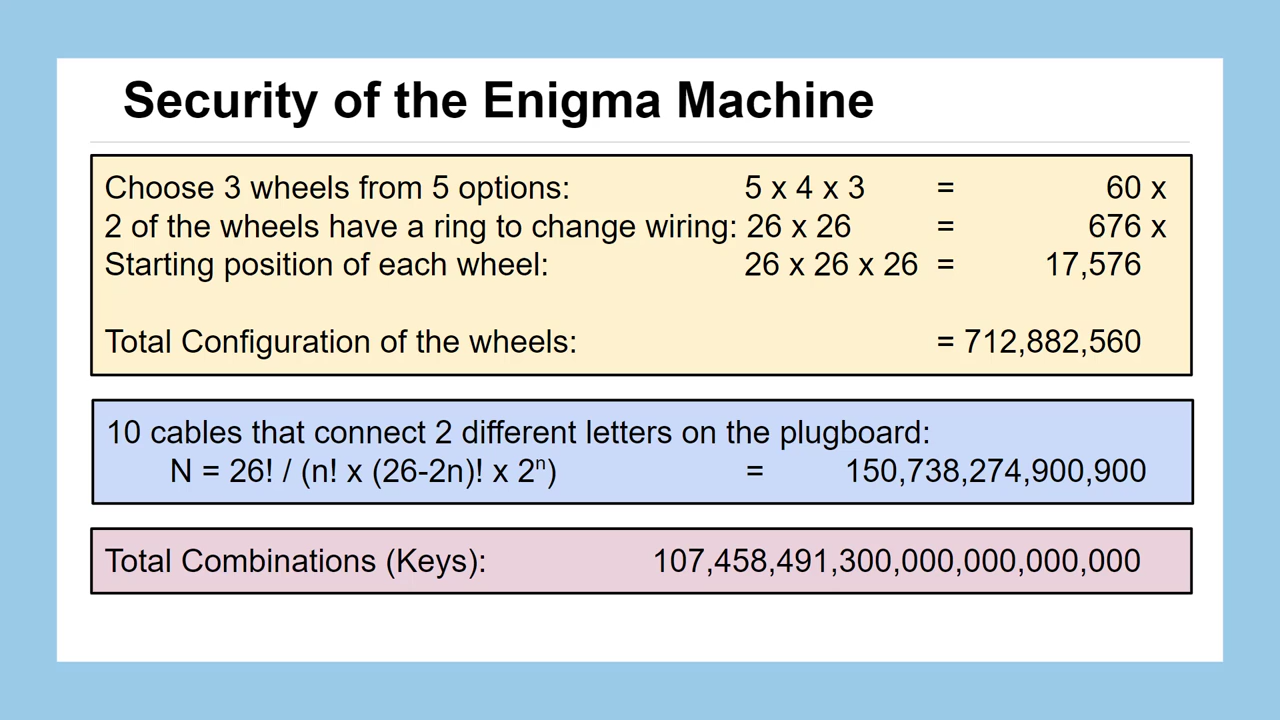 Security of the Enigma Machine
Choose 3 wheels from 5 options: 5 x 4 x 3 = 60 x
2 of the wheels have a ring to change wiring: 26 x 26 = 676 x
Starting position of each wheel: 26 x 26 x 26 = 17,576
Total Configuration of the wheels: = 712,882,560
10 cables that connect 2 different letters on the plugboard:
N = 26! / (n! x (26-2n)! x 2ⁿ) = 150,738,274,900,900
Total Combinations (Keys): 107,458,491,300,000,000,000,000